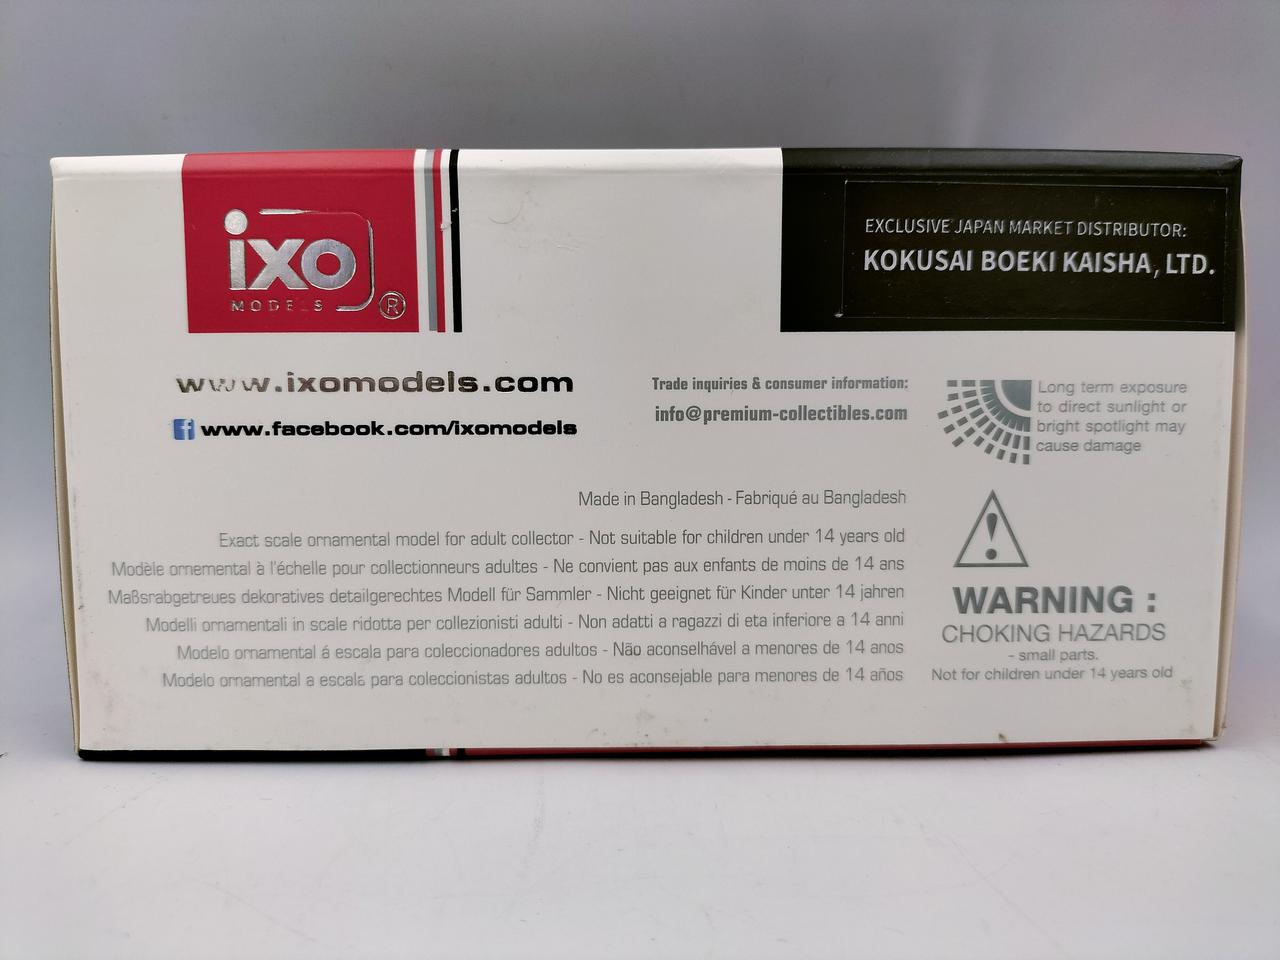 ixo
MODELS
®
EXCLUSIVE JAPAN MARKET DISTRIBUTOR:
KOKUSAI BOEKI KAISHA, LTD.
www.ixomodels.com
f www.facebook.com/ixomodels
Trade inquiries & consumer information:
info@premium-collectibles.com
Long term exposure
to direct sunlight or
bright spotlight may
cause damage
Made in Bangladesh - Fabriqué au Bangladesh
Exact scale ornamental model for adult collector - Not suitable for children under 14 years old
Modèle ornemental à l'échelle pour collectionneurs adultes - Ne convient pas aux enfants de moins de 14 ans
Maßsrabgetreues dekoratives detailgerechtes Modell für Sammler - Nicht geeignet für Kinder unter 14 jahren
Modelli ornamentali in scale ridotta per collezionisti adulti - Non adatti a ragazzi di eta inferiore a 14 anni
Modelo ornamental á escala para coleccionadores adultos - Não aconselhável a menores de 14 anos
Modelo ornamental a escala para coleccionistas adultos - No es aconsejable para menores de 14 años
!
WARNING :
CHOKING HAZARDS
- small parts.
Not for children under 14 years old